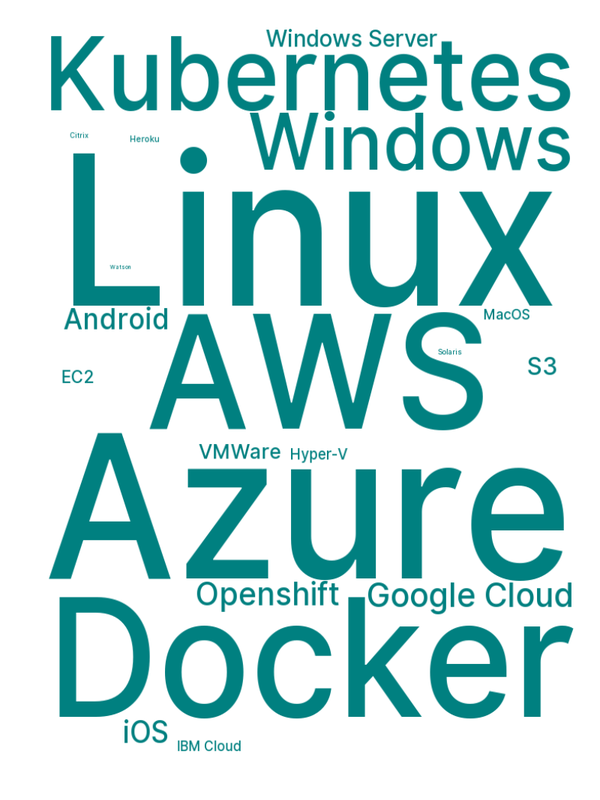 Windows Server
Kubernetes
Windows
Citrix
Heroku
Linux
Watson
Android
MacOS
AWS
Solaris
S3
EC2
VMWare
Hyper-V
Azure
Openshift
Google Cloud
Docker
iOS
IBM Cloud